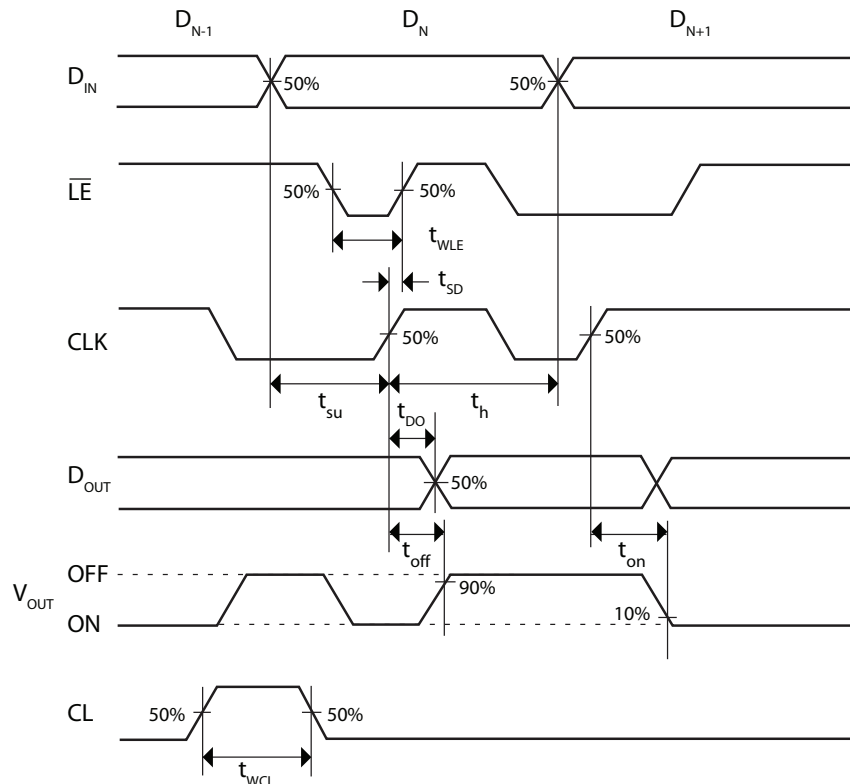 D_N-1 D_N D_N+1
D_IN 50% 50%
L̅E̅ 50% 50%
t_WLE
t_SD
CLK 50% 50%
t_su t_h
t_DO
D_OUT 50%
t_off t_on
V_OUT OFF 90%
ON 10%
CL 50% 50%
t_WCL